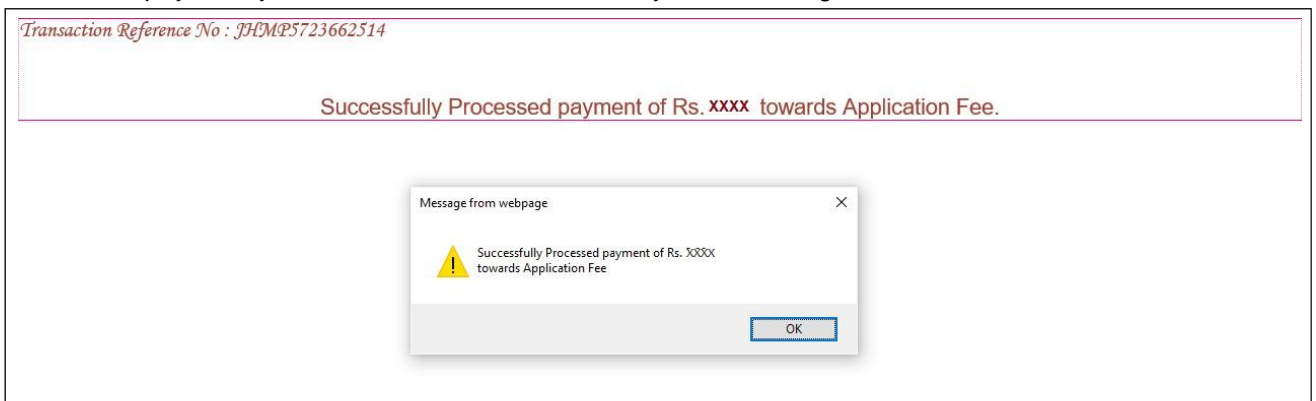 Transaction Reference No : JHMP5723662514
Successfully Processed payment of Rs. xxxx towards Application Fee.
Message from webpage
Successfully Processed payment of Rs.
towards Application Fee
OK